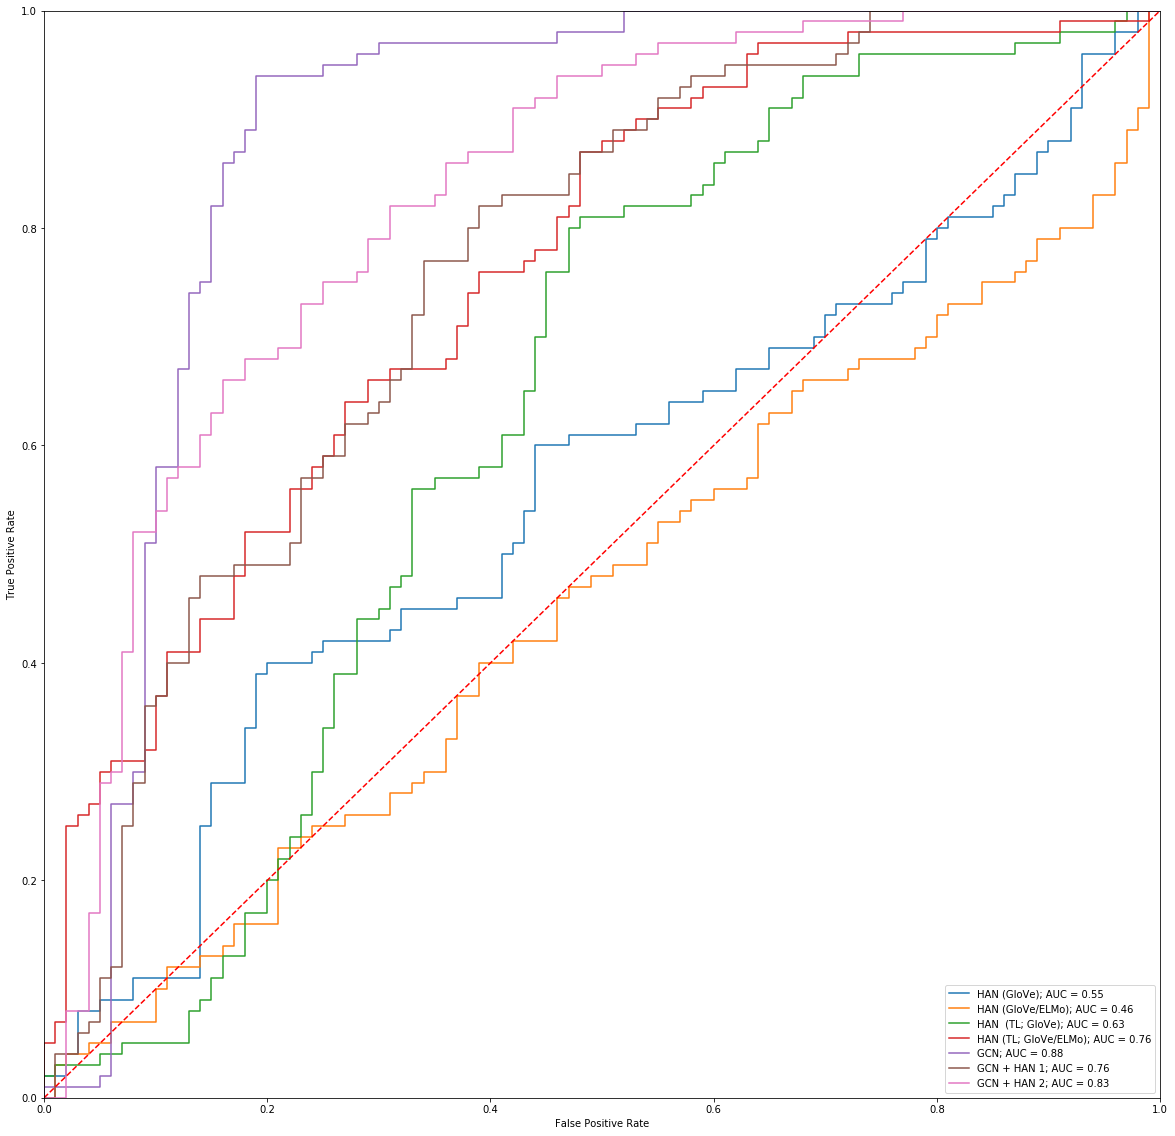 1.0
0.8
0.6
0.4
0.2
0.0
True Positive Rate
0.0 0.2 0.4 0.6 0.8 1.0
False Positive Rate
HAN (GloVe); AUC = 0.55
HAN (GloVe/ELMo); AUC = 0.46
HAN  (TL; GloVe); AUC = 0.63
HAN (TL; GloVe/ELMo); AUC = 0.76
GCN; AUC = 0.88
GCN + HAN 1; AUC = 0.76
GCN + HAN 2; AUC = 0.83